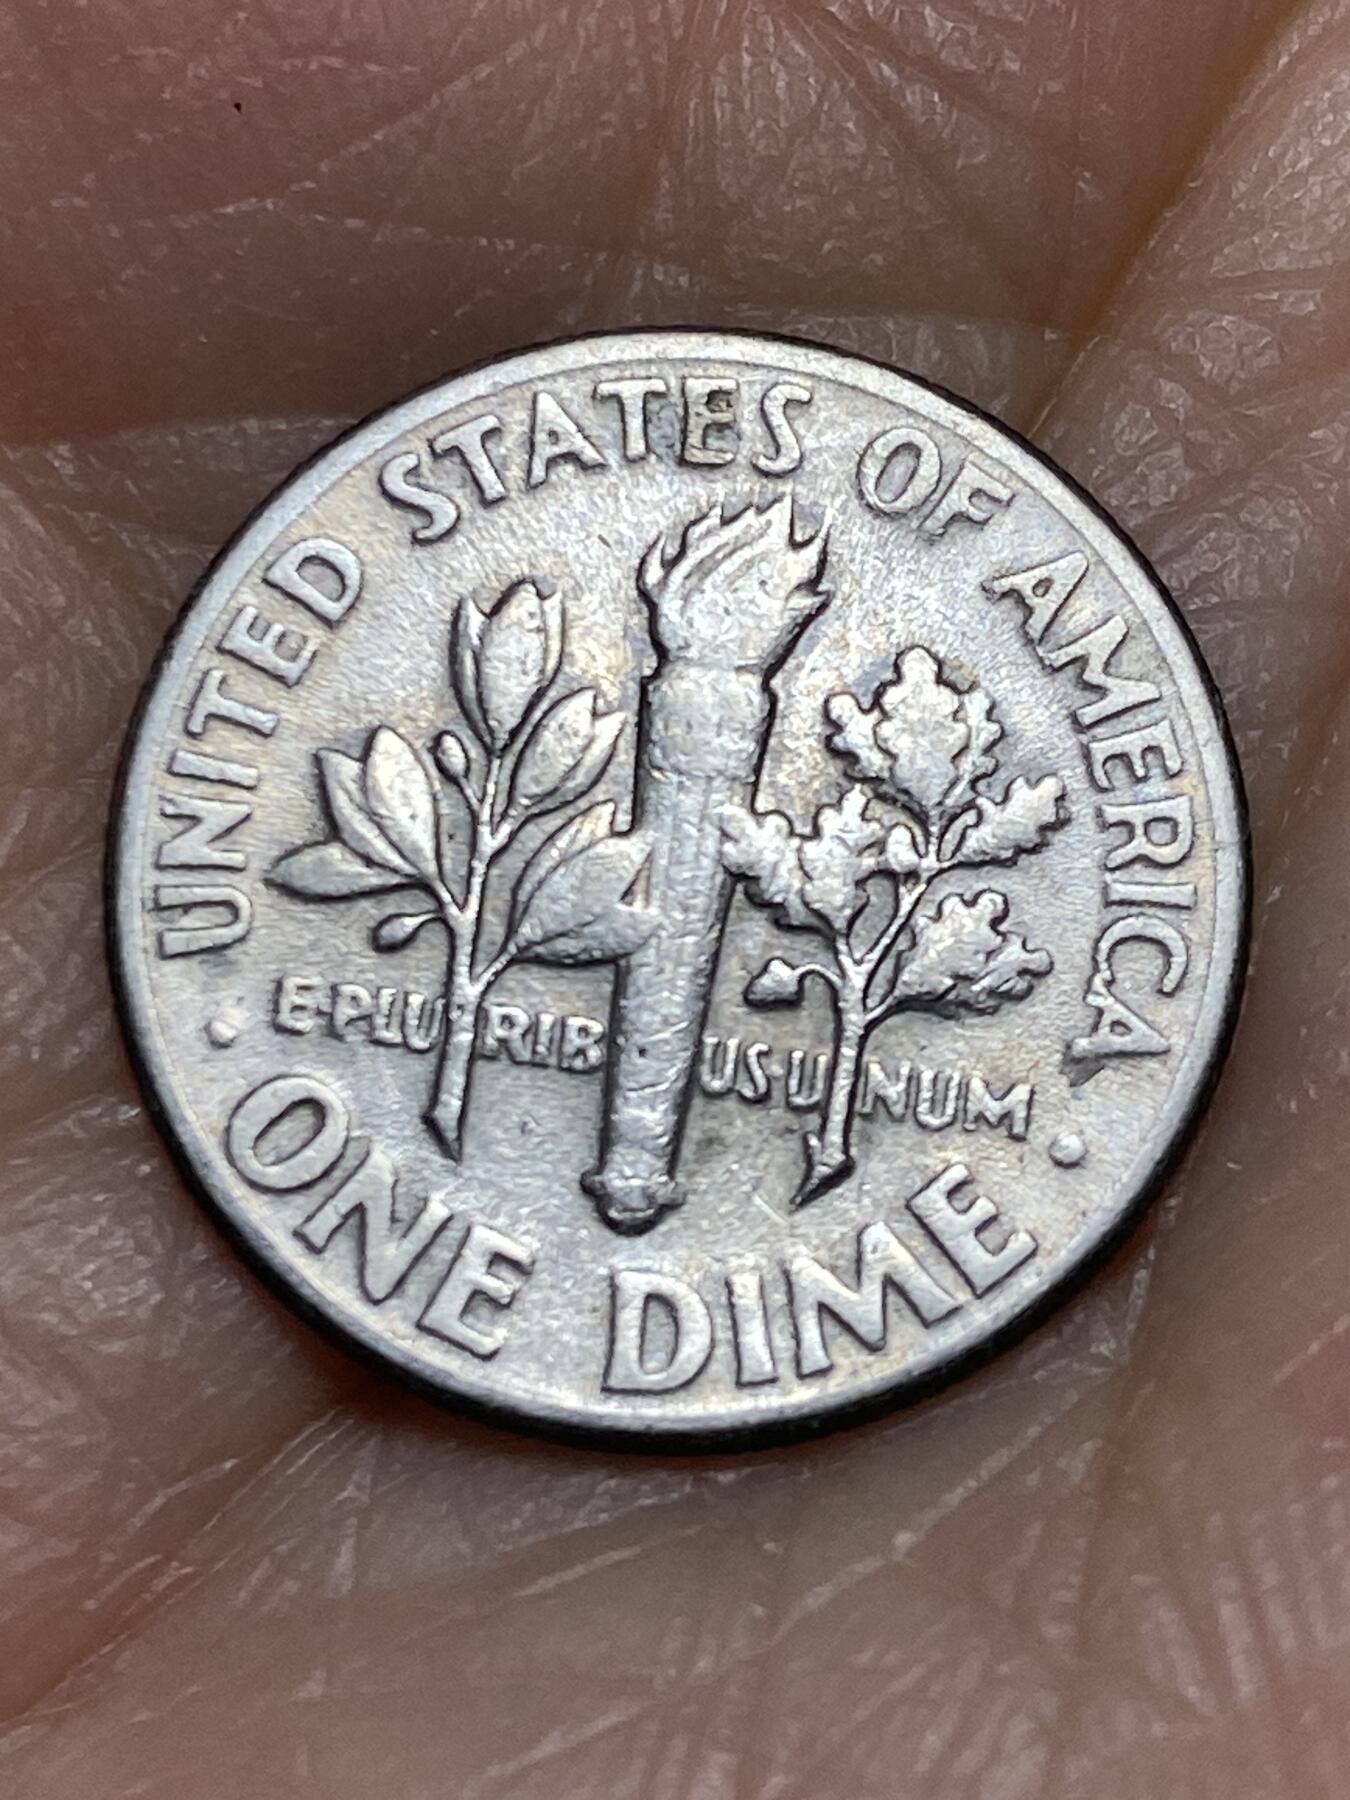 UNITED STATES OF AMERICA
E·PLURIBUS·UNUM
· ONE DIME ·